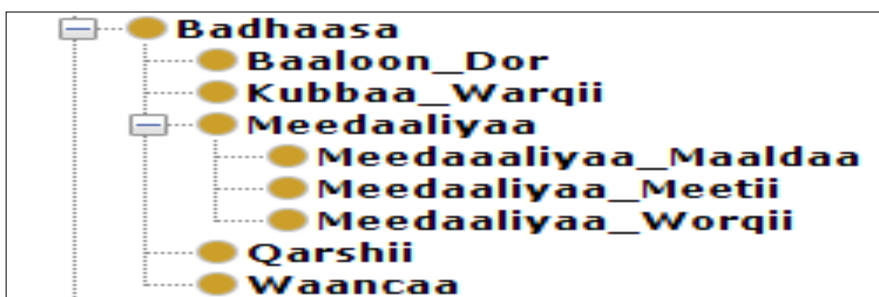 Badhaasa
Baaloon_Dor
Kubbaa_Warqii
Meedaaliyaa
Meedaaaliyaa_Maaldaa
Meedaaliyaa_Meetii
Meedaaliyaa_Worqii
Qarshii
Waancaa